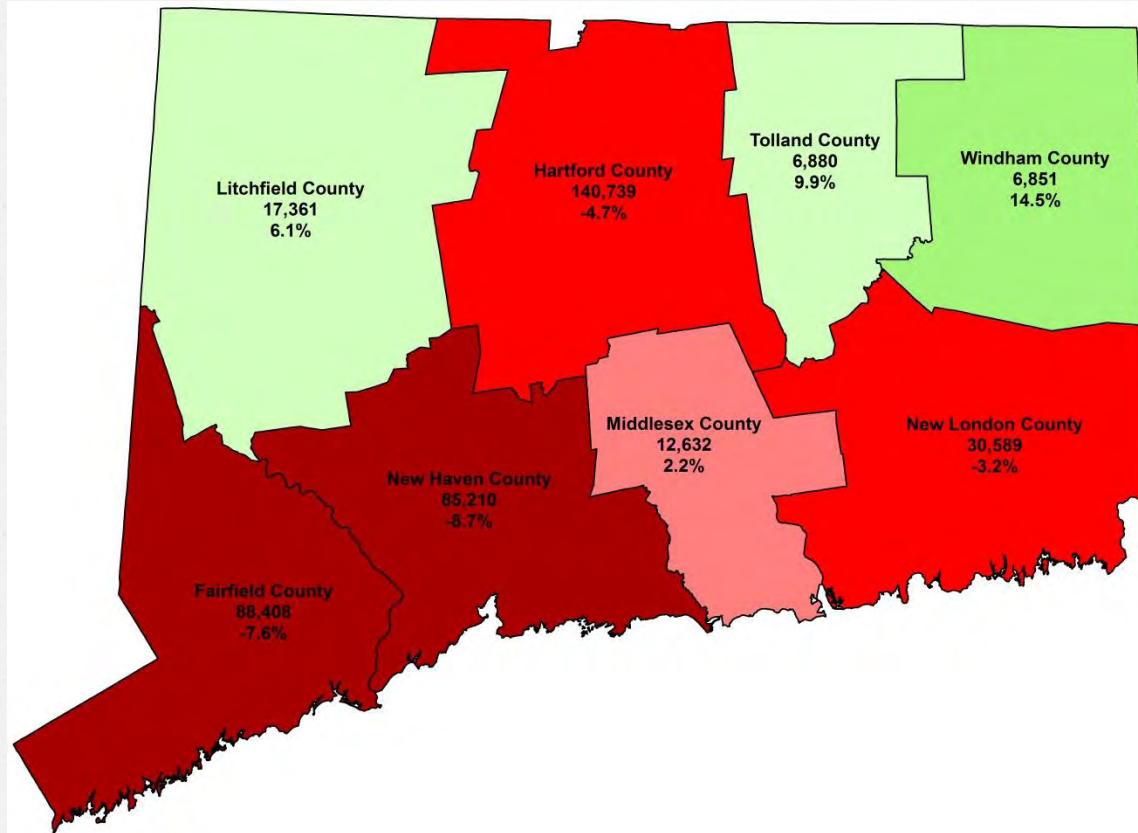 Tolland County
6,880
9.9%
Windham County
6,851
14.5%
Hartford County
140,739
-4.7%
Litchfield County
17,361
6.1%
Middlesex County
12,632
2.2%
New London County
30,589
-3.2%
New Haven County
85,210
-8.7%
Fairfield County
88,408
-7.6%